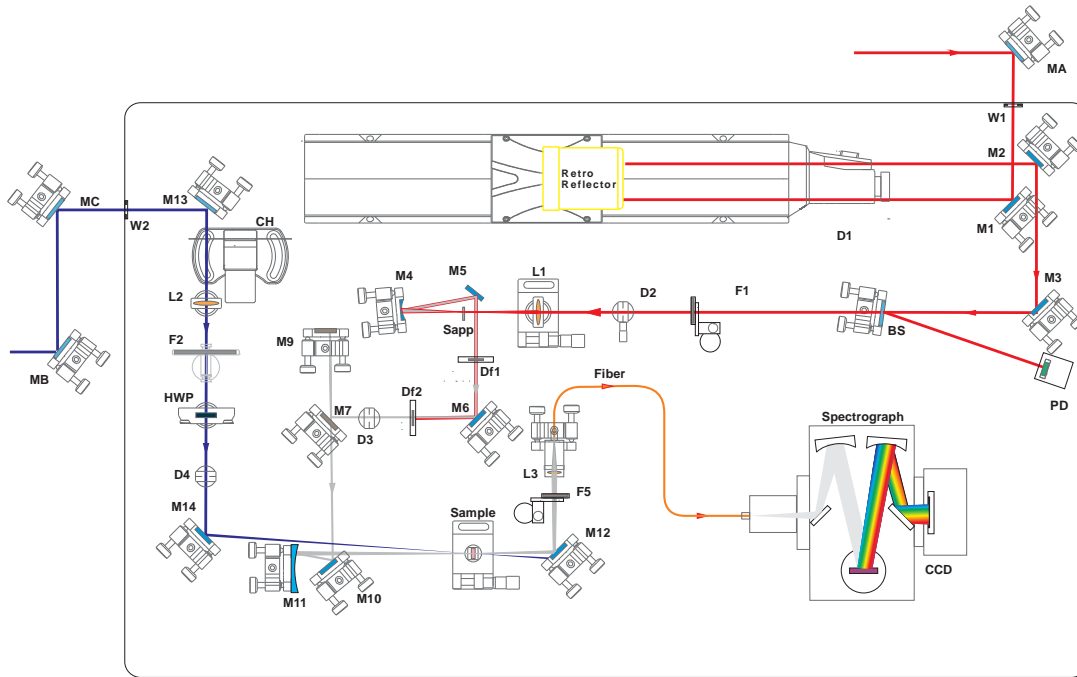 MA
W1
M2
Retro
Reflector
MC
M13
W2
CH
M1
D1
M4
M5
L1
D2
F1
M3
L2
Sapp
BS
F2
M9
MB
Df1
Fiber
Df2
HWP
M7
M6
D3
PD
Spectrograph
D4
L3
F5
M14
Sample
M12
CCD
M11
M10